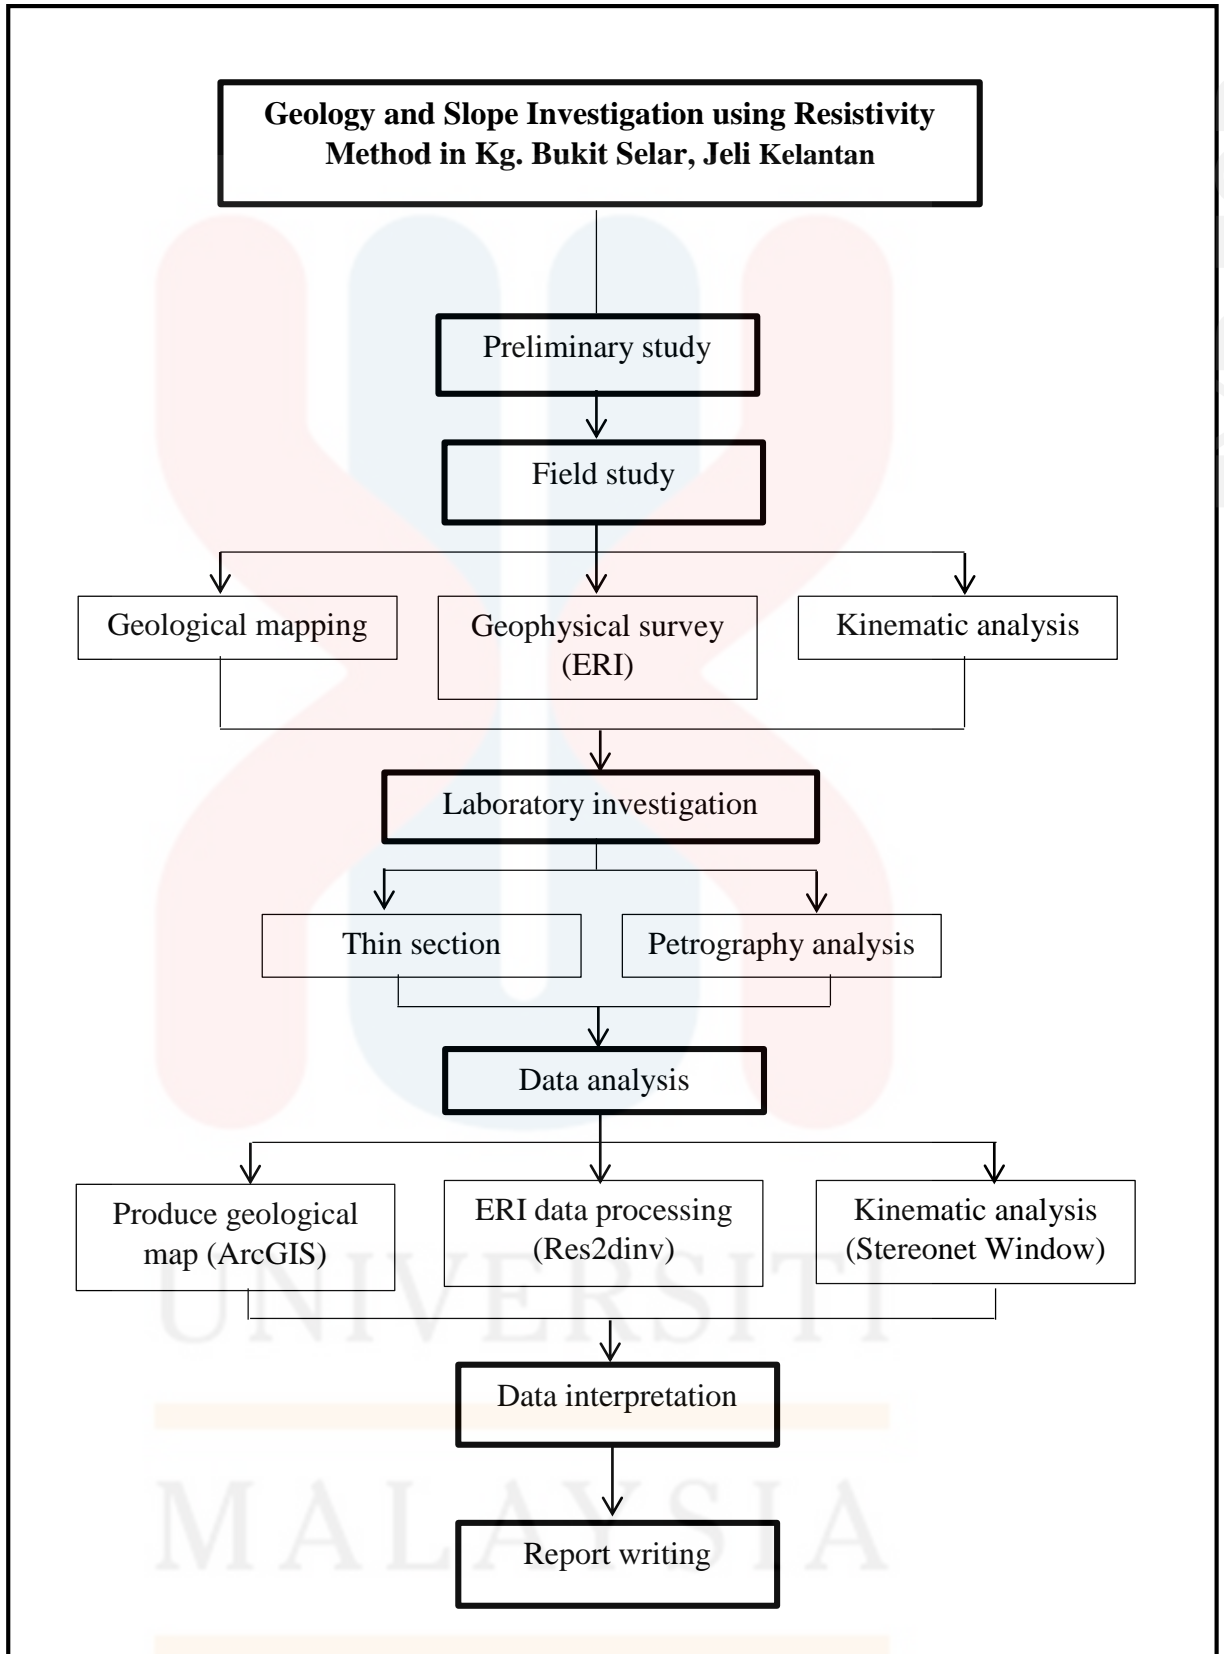 Geology and Slope Investigation using Resistivity
Method in Kg. Bukit Selar, Jeli Kelantan
Preliminary study
Field study
Geological mapping
Geophysical survey
(ERI)
Kinematic analysis
Laboratory investigation
Thin section
Petrography analysis
Data analysis
Produce geological
map (ArcGIS)
ERI data processing
(Res2dinv)
Kinematic analysis
(Stereonet Window)
UNIVERSITI
Data interpretation
MALAYSIA
Report writing